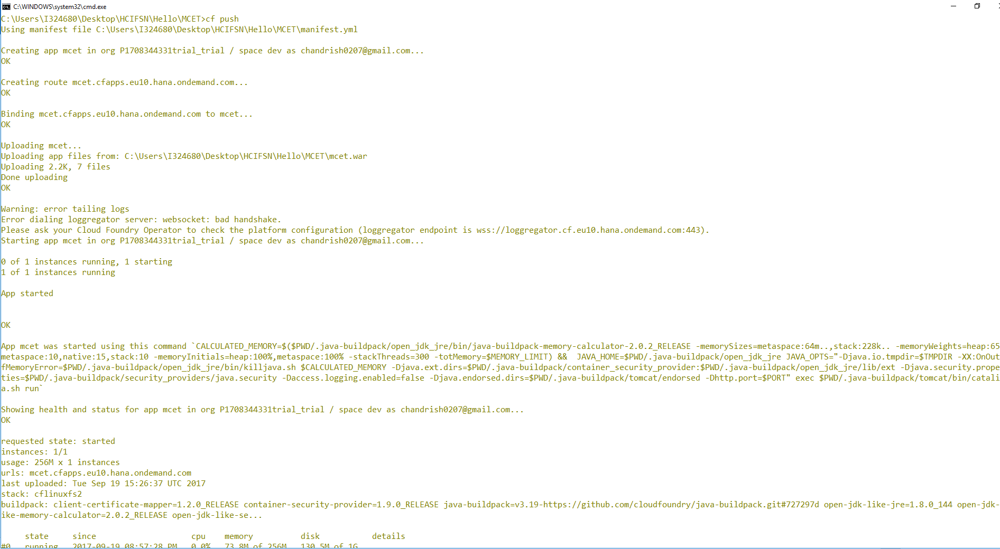 C:\WINDOWS\system32\cmd.exe
C:\Users\I324680\Desktop\HCIFSN\Hello\MCET>cf push
Using manifest file C:\Users\I324680\Desktop\HCIFSN\Hello\MCET\manifest.yml
Creating app mcet in org P1708344331trial_trial / space dev as chandrish0207@gmail.com...
OK
Creating route mcet.cfapps.eu10.hana.ondemand.com...
OK
Binding mcet.cfapps.eu10.hana.ondemand.com to mcet...
OK
Uploading mcet...
Uploading app files from: C:\Users\I324680\Desktop\HCIFSN\Hello\MCET\mcet.war
Uploading 2.2K, 7 files
Done uploading
OK
Warning: error tailing logs
Error dialing loggregator server: websocket: bad handshake.
Please ask your Cloud Foundry Operator to check the platform configuration (loggregator endpoint is wss://loggregator.cf.eu10.hana.ondemand.com:443).
Starting app mcet in org P1708344331trial_trial / space dev as chandrish0207@gmail.com...
0 of 1 instances running, 1 starting
1 of 1 instances running
App started
OK
App mcet was started using this command `CALCULATED_MEMORY=$($PWD/.java-buildpack/open_jdk_jre/bin/java-buildpack-memory-calculator-2.0.2_RELEASE -memorySizes=metaspace:64m..,stack:228k.. -memoryWeights=heap:65
metaspace:10,native:15,stack:10 -memoryInitials=heap:100%,metaspace:100% -stackThreads=300 -totMemory=$MEMORY_LIMIT) &&  JAVA_HOME=$PWD/.java-buildpack/open_jdk_jre JAVA_OPTS="-Djava.io.tmpdir=$TMPDIR -XX:OnOut
fMemoryError=$PWD/.java-buildpack/open_jdk_jre/bin/killjava.sh $CALCULATED_MEMORY -Djava.ext.dirs=$PWD/.java-buildpack/container_security_provider:$PWD/.java-buildpack/open_jdk_jre/lib/ext -Djava.security.prope
ties=$PWD/.java-buildpack/security_providers/java.security -Daccess.logging.enabled=false -Djava.endorsed.dirs=$PWD/.java-buildpack/tomcat/endorsed -Dhttp.port=$PORT" exec $PWD/.java-buildpack/tomcat/bin/catali
a.sh run`
Showing health and status for app mcet in org P1708344331trial_trial / space dev as chandrish0207@gmail.com...
OK
requested state: started
instances: 1/1
usage: 256M x 1 instances
urls: mcet.cfapps.eu10.hana.ondemand.com
last uploaded: Tue Sep 19 15:26:37 UTC 2017
stack: cflinuxfs2
buildpack: client-certificate-mapper=1.2.0_RELEASE container-security-provider=1.9.0_RELEASE java-buildpack=v3.19-https://github.com/cloudfoundry/java-buildpack.git#727297d open-jdk-like-jre=1.8.0_144 open-jdk-
ike-memory-calculator=2.0.2_RELEASE open-jdk-like-se...
state since cpu memory disk details
#0 running 2017-09-19 08:57:28 PM 0.0% 73.8M of 256M 130.5M of 1G